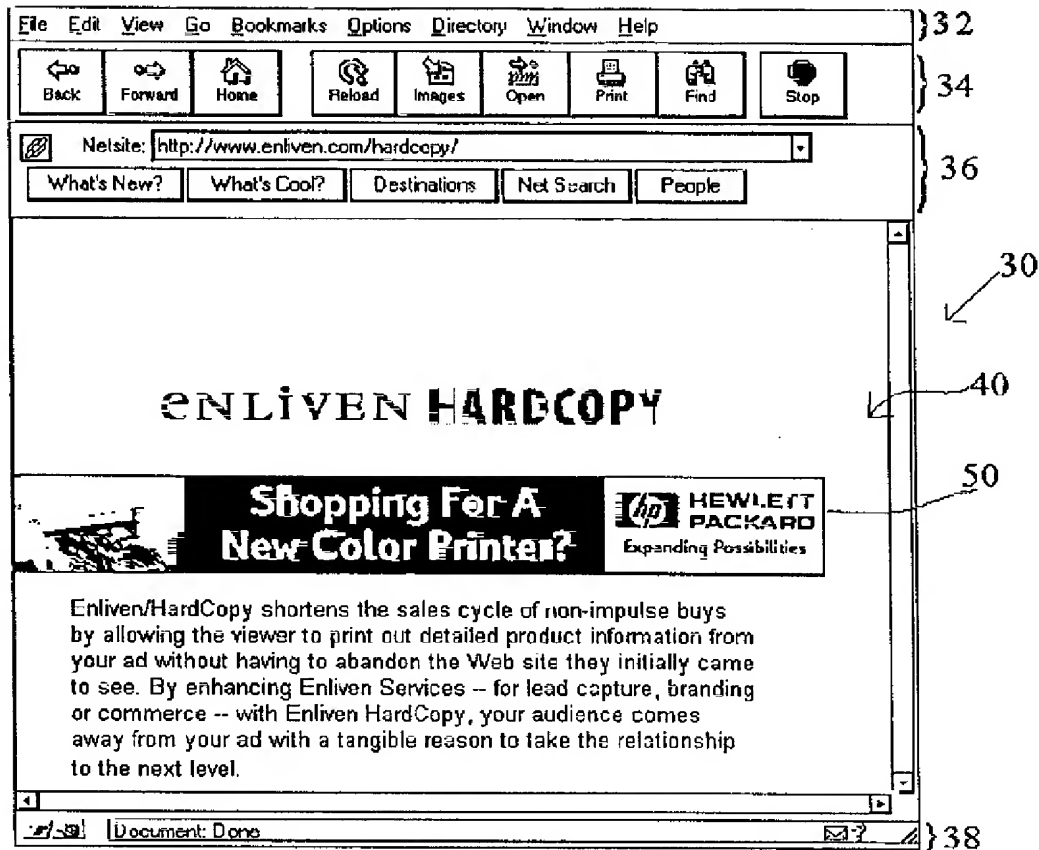 File Edit View Go Bookmarks Options Directory Window Help }32
Back Forward Home Reload Images Open Print Find Stop }34
Netsite: http://www.enliven.com/hardcopy/
What's New? What's Cool? Destinations Net Search People }36
30
40
ENLIVEN HARDCOPY
50
Shopping For A
New Color Printer?
hp HEWLETT
PACKARD
Expanding Possibilities
Enliven/HardCopy shortens the sales cycle of non-impulse buys
by allowing the viewer to print out detailed product information from
your ad without having to abandon the Web site they initially came
to see. By enhancing Enliven Services -- for lead capture, branding
or commerce -- with Enliven HardCopy, your audience comes
away from your ad with a tangible reason to take the relationship
to the next level.
Document: Done ? }38